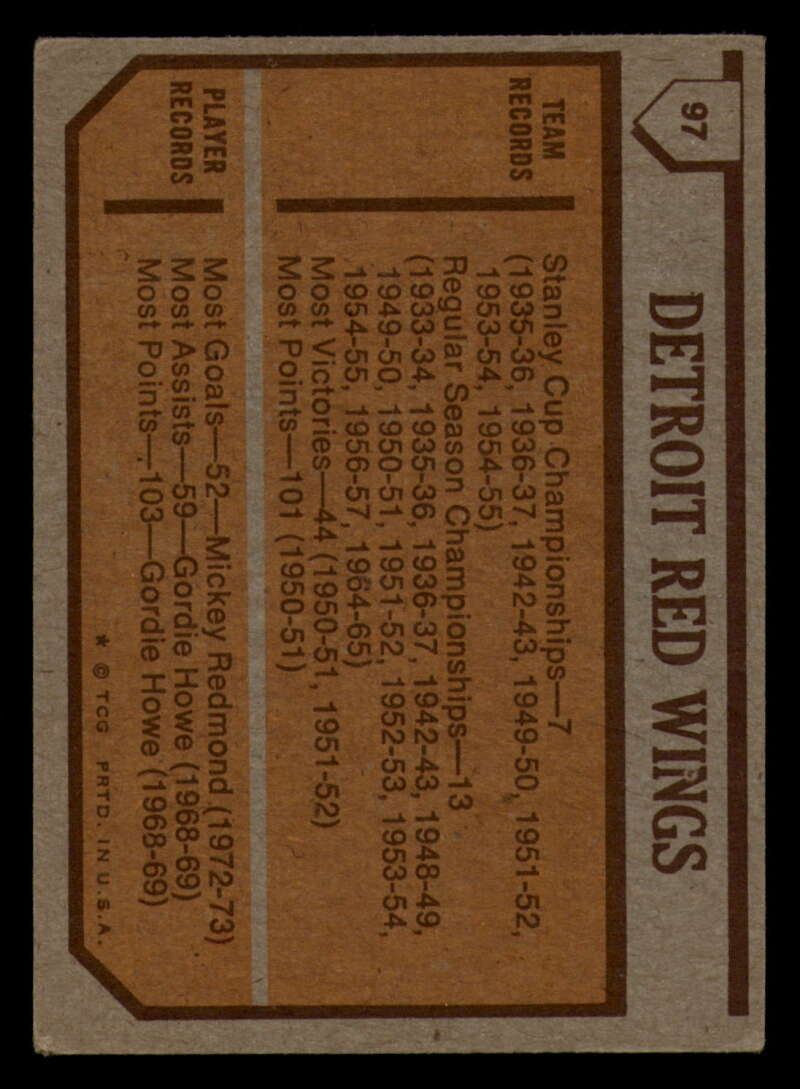 97
DETROIT RED WINGS
TEAM
RECORDS
Stanley Cup Championships—7
(1935-36, 1936-37, 1942-43, 1949-50, 1951-52,
1953-54, 1954-55)
Regular Season Championships—13
(1933-34, 1935-36, 1936-37, 1942-43, 1948-49,
1949-50, 1950-51, 1951-52, 1952-53, 1953-54,
1954-55, 1956-57, 1964-65)
Most Victories—44 (1950-51, 1951-52)
Most Points—101 (1950-51)
PLAYER
RECORDS
Most Goals—52—Mickey Redmond (1972-73)
Most Assists—59—Gordie Howe (1968-69)
Most Points—103—Gordie Howe (1968-69)
* © TCG PRTD. IN U.S.A.